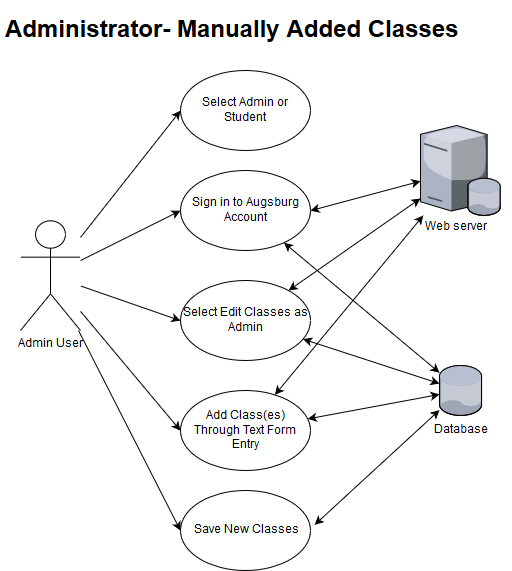 Administrator- Manually Added Classes
Select Admin or
Student
Sign in to Augsburg
Account
Web server
Select Edit Classes as
Admin
Admin User
Add Class(es)
Through Text Form
Entry
Database
Save New Classes